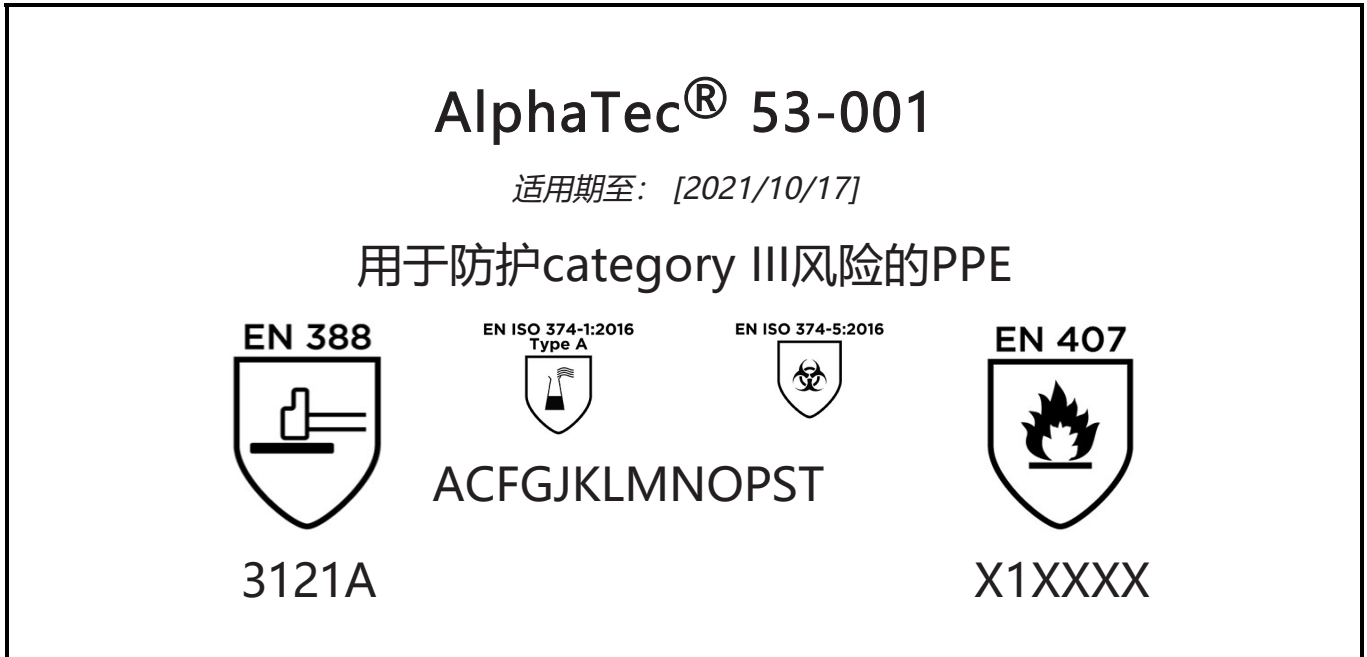 AlphaTec® 53-001
适用期至： [2021/10/17]
用于防护category III风险的PPE
EN 388
EN ISO 374-1:2016
Type A
EN ISO 374-5:2016
EN 407
ACFGJKLMNOPST
3121A
X1XXXX